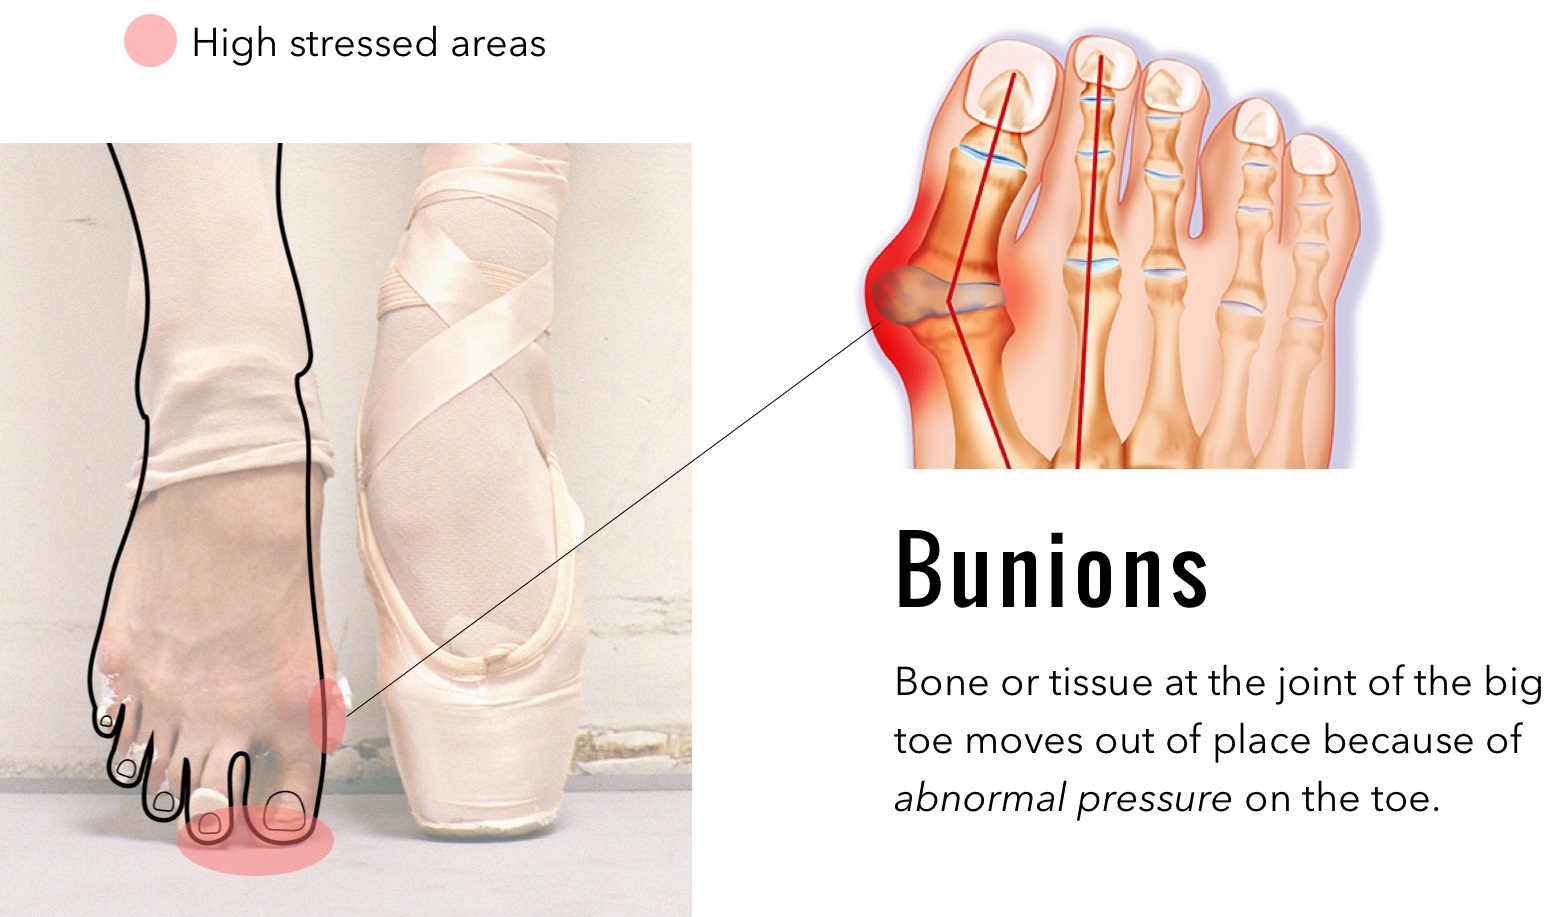 High stressed areas
Bunions
Bone or tissue at the joint of the big
toe moves out of place because of
abnormal pressure on the toe.